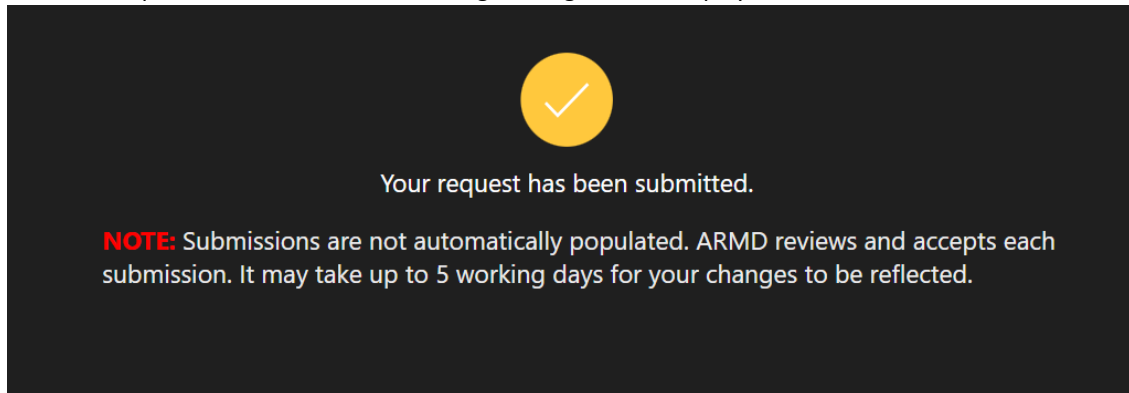 Your request has been submitted.
NOTE: Submissions are not automatically populated. ARMD reviews and accepts each
submission. It may take up to 5 working days for your changes to be reflected.